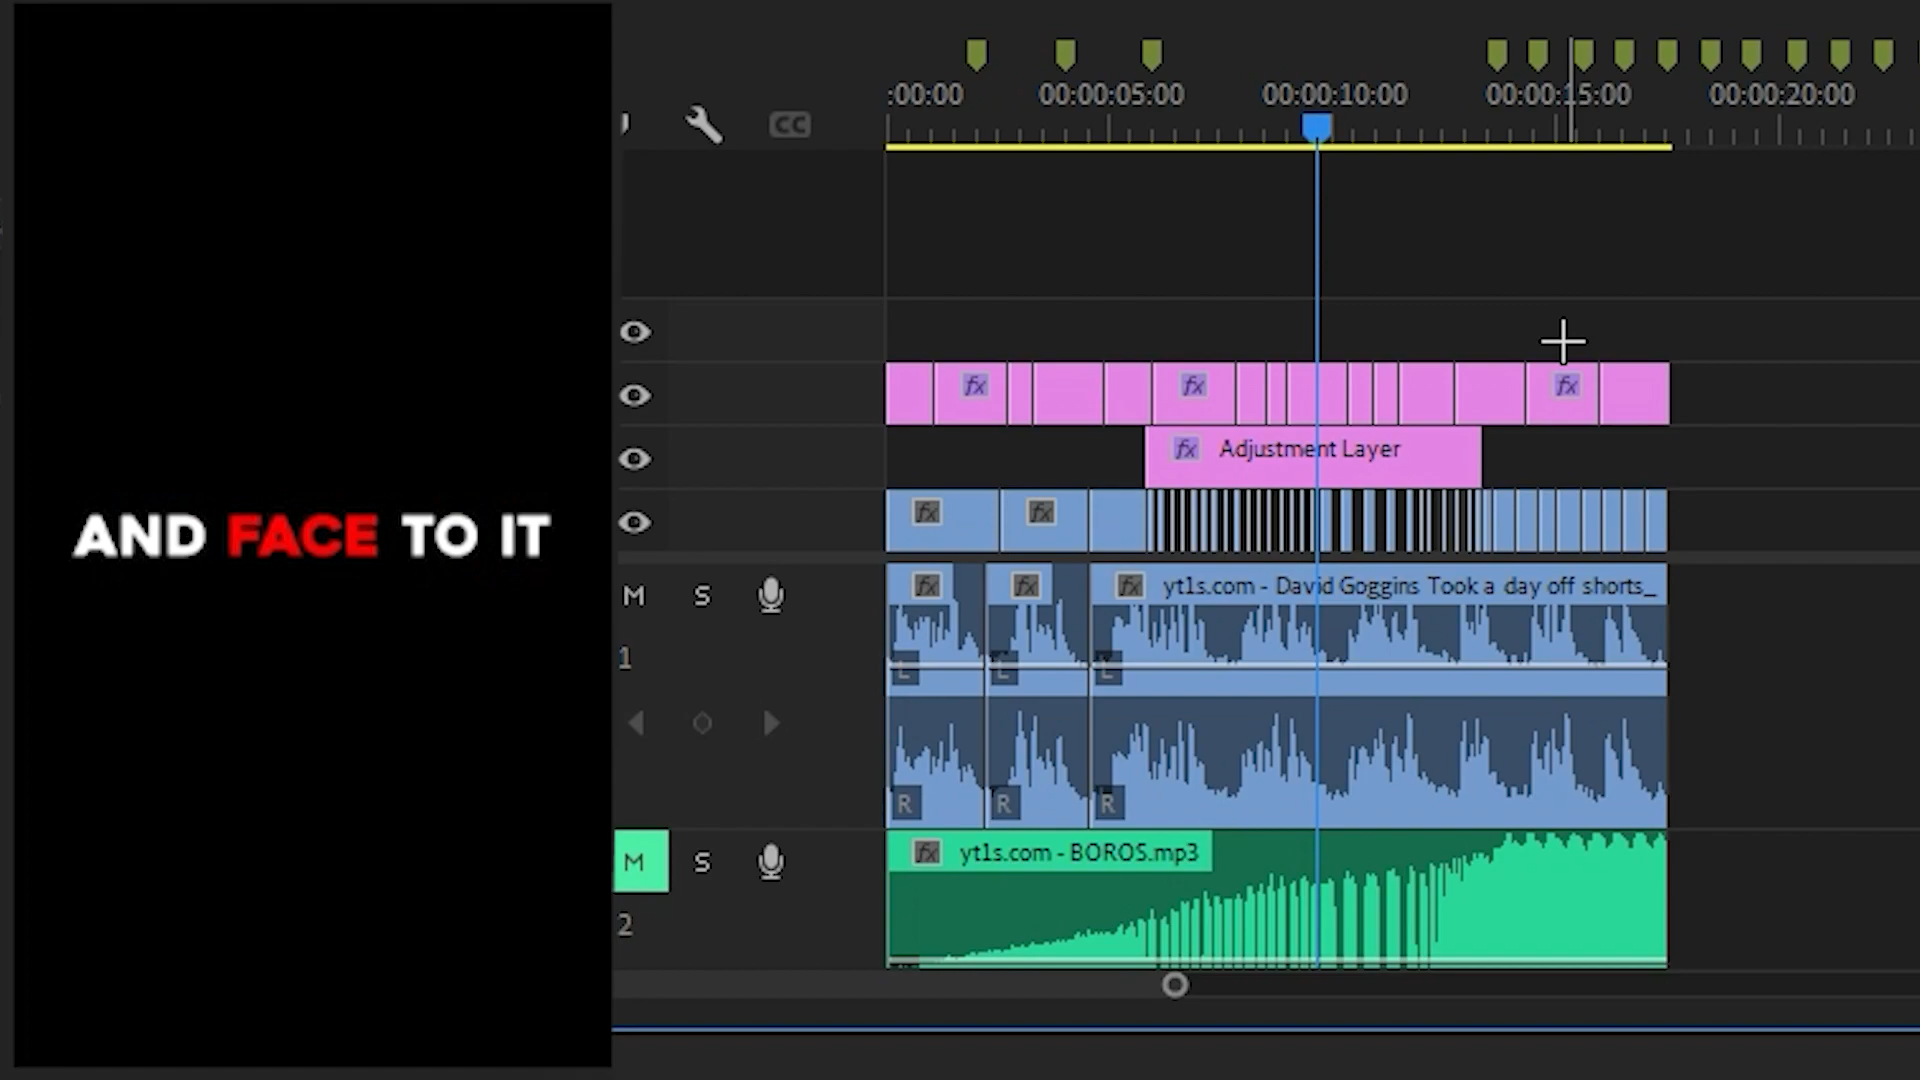 :00:00 00:00:05:00 00:00:10:00 00:00:15:00 00:00:20:00
CC
fx fx fx
fx Adjustment Layer
fx fx
AND FACE TO IT
M S fx fx fx yt1s.com - David Goggins Took a day off shorts_
1 L L L
R R R
M S fx yt1s.com - BOROS.mp3
2